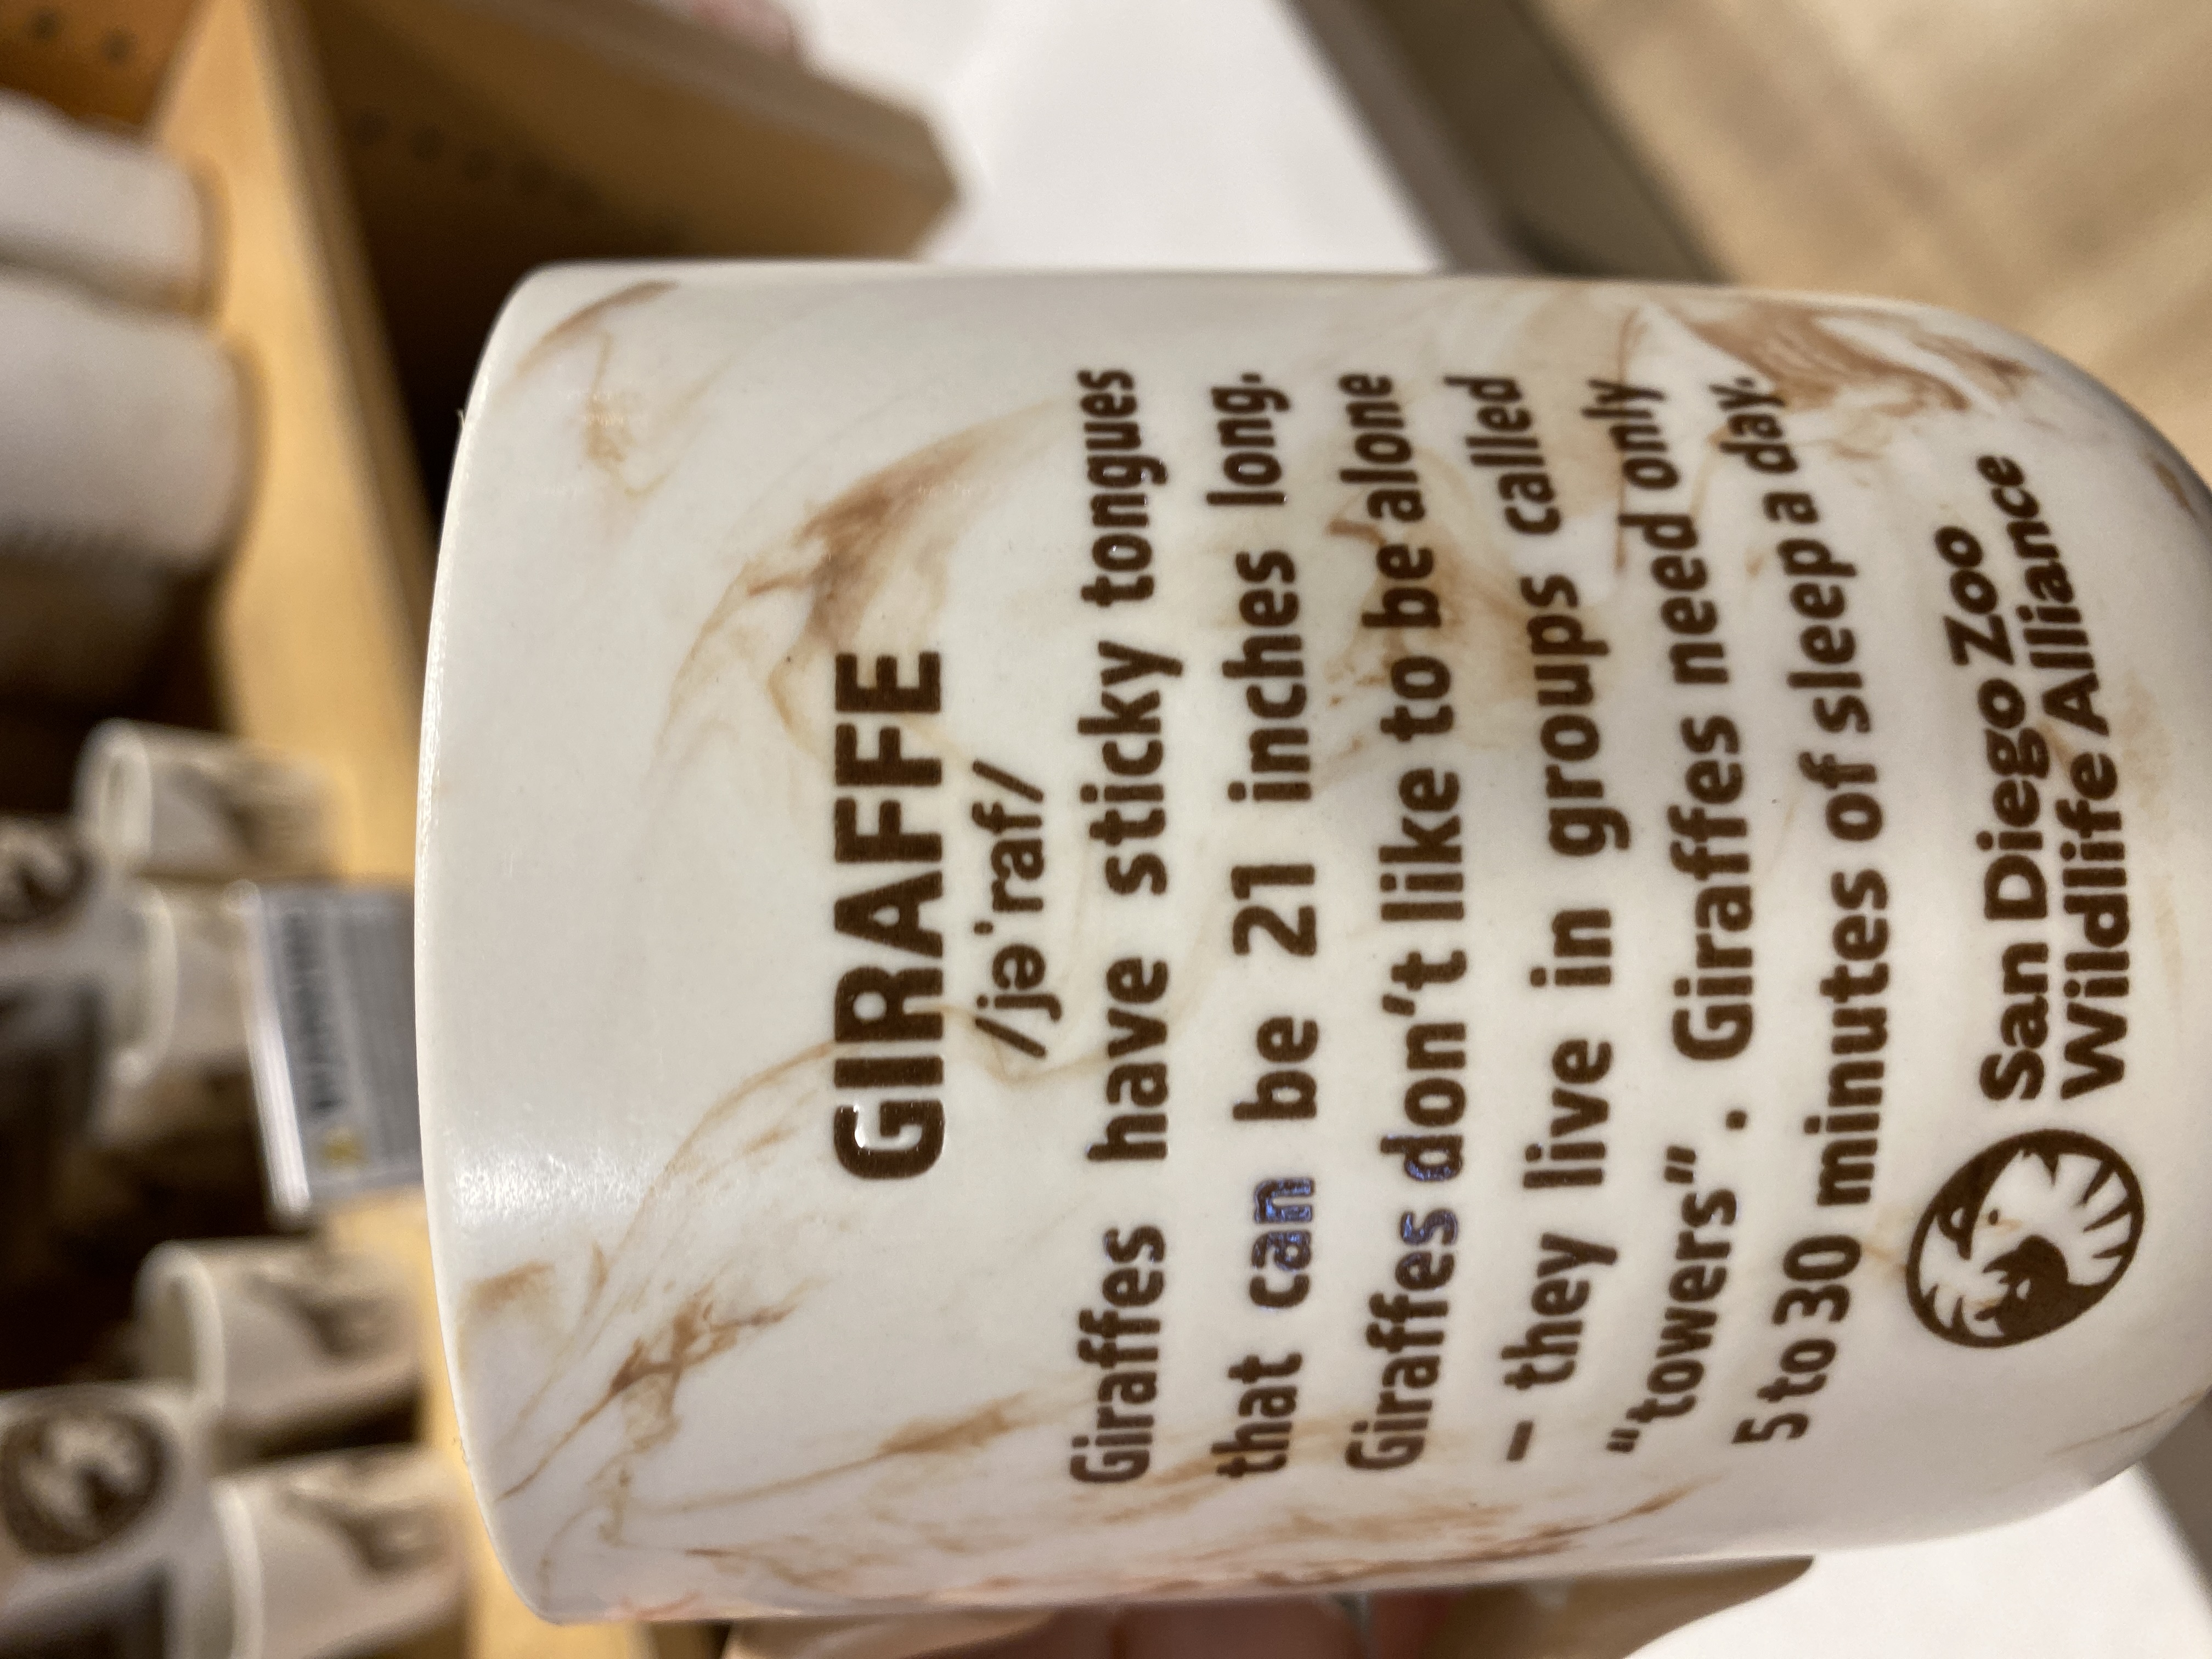 WARNING
GIRAFFE
/jəˈraf/
Giraffes have sticky tongues
that can be 21 inches long.
Giraffes don’t like to be alone
– they live in groups called
“towers”. Giraffes need only
5 to 30 minutes of sleep a day.
San Diego Zoo
Wildlife Alliance